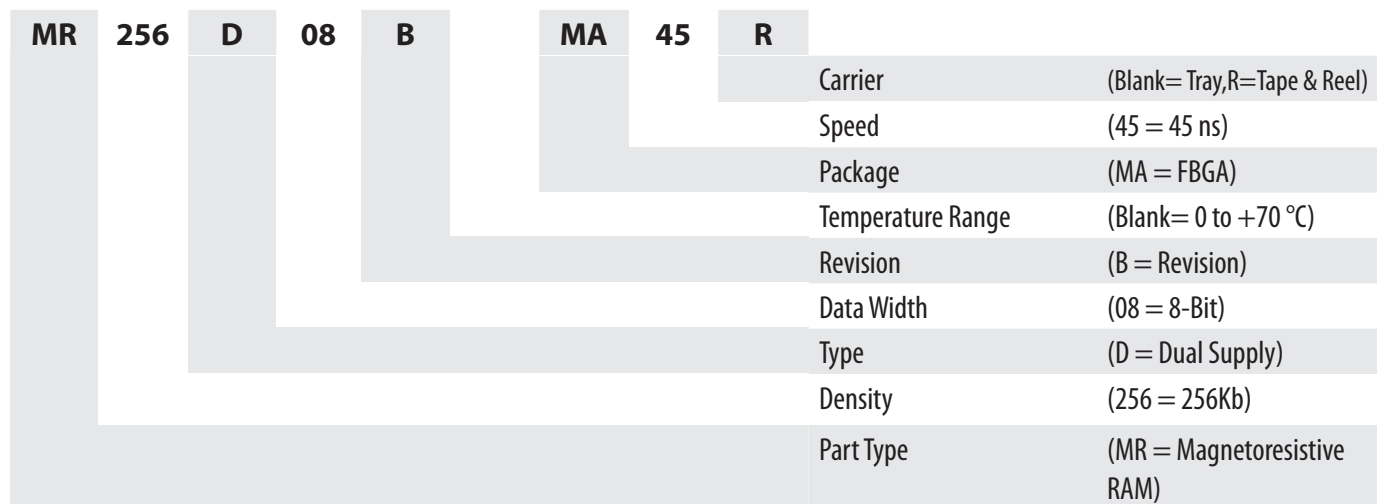 MR 256 D 08 B MA 45 R
Carrier (Blank= Tray,R=Tape & Reel)
Speed (45 = 45 ns)
Package (MA = FBGA)
Temperature Range (Blank= 0 to +70 °C)
Revision (B = Revision)
Data Width (08 = 8-Bit)
Type (D = Dual Supply)
Density (256 = 256Kb)
Part Type (MR = Magnetoresistive
RAM)